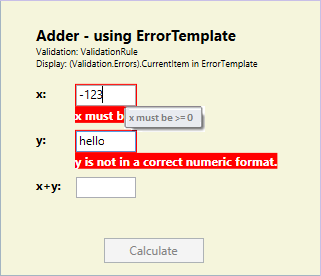 Adder - using ErrorTemplate
Validation: ValidationRule
Display: (Validation.Errors).CurrentItem in ErrorTemplate
x: -123
x must b
x must be >= 0
y: hello
y is not in a correct numeric format.
x+y:
Calculate